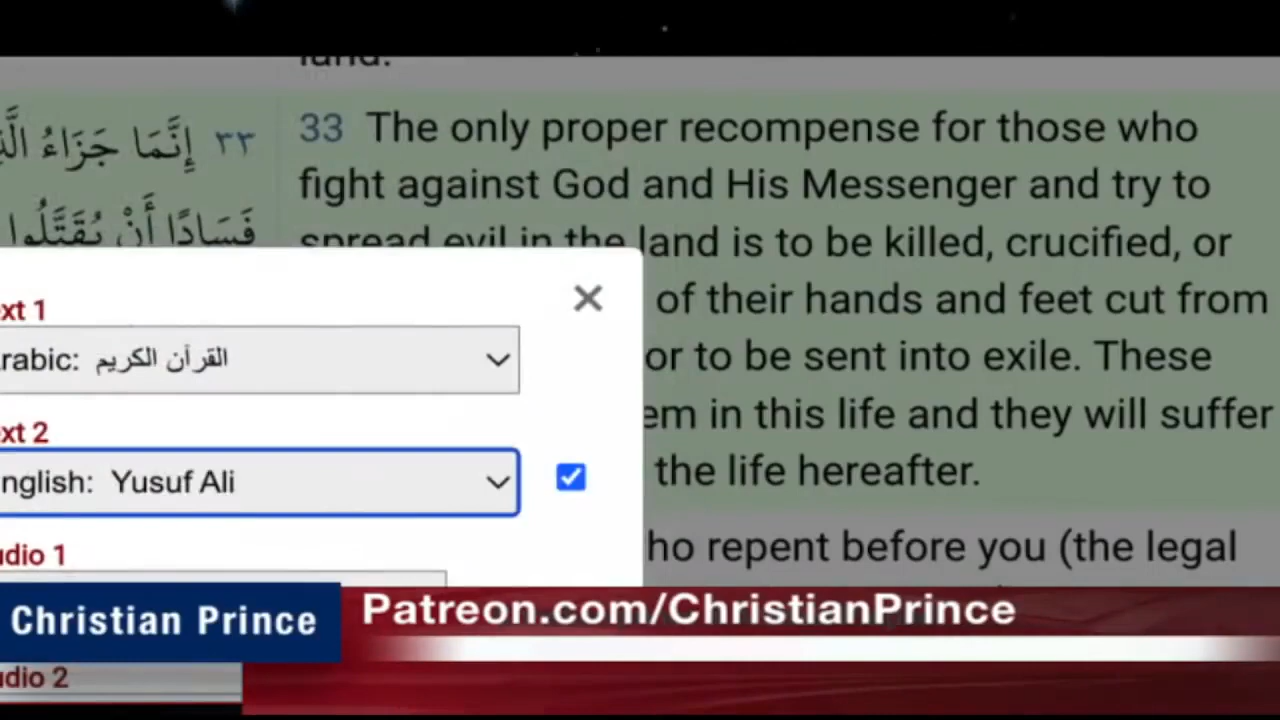 land.
٣٣ إِنَّمَا جَزَاءُ
فَسَادًا أَنْ يُقَتَّلُوا
33 The only proper recompense for those who
fight against God and His Messenger and try to
spread evil in the land is to be killed, crucified, or
of their hands and feet cut from
or to be sent into exile. These
in this life and they will suffer
the life hereafter.
repent before you (the legal
ext 1
rabic: القرآن الكريم
ext 2
nglish: Yusuf Ali
udio 1
Christian Prince
Patreon.com/ChristianPrince
udio 2